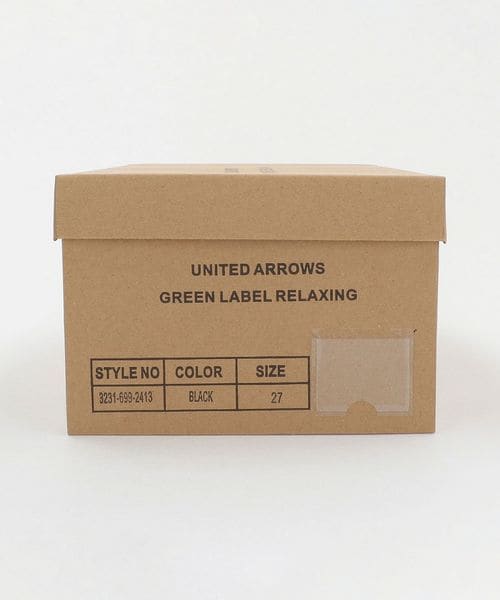 UNITED ARROWS
GREEN LABEL RELAXING
STYLE NO COLOR SIZE
3231-699-2413 BLACK 27